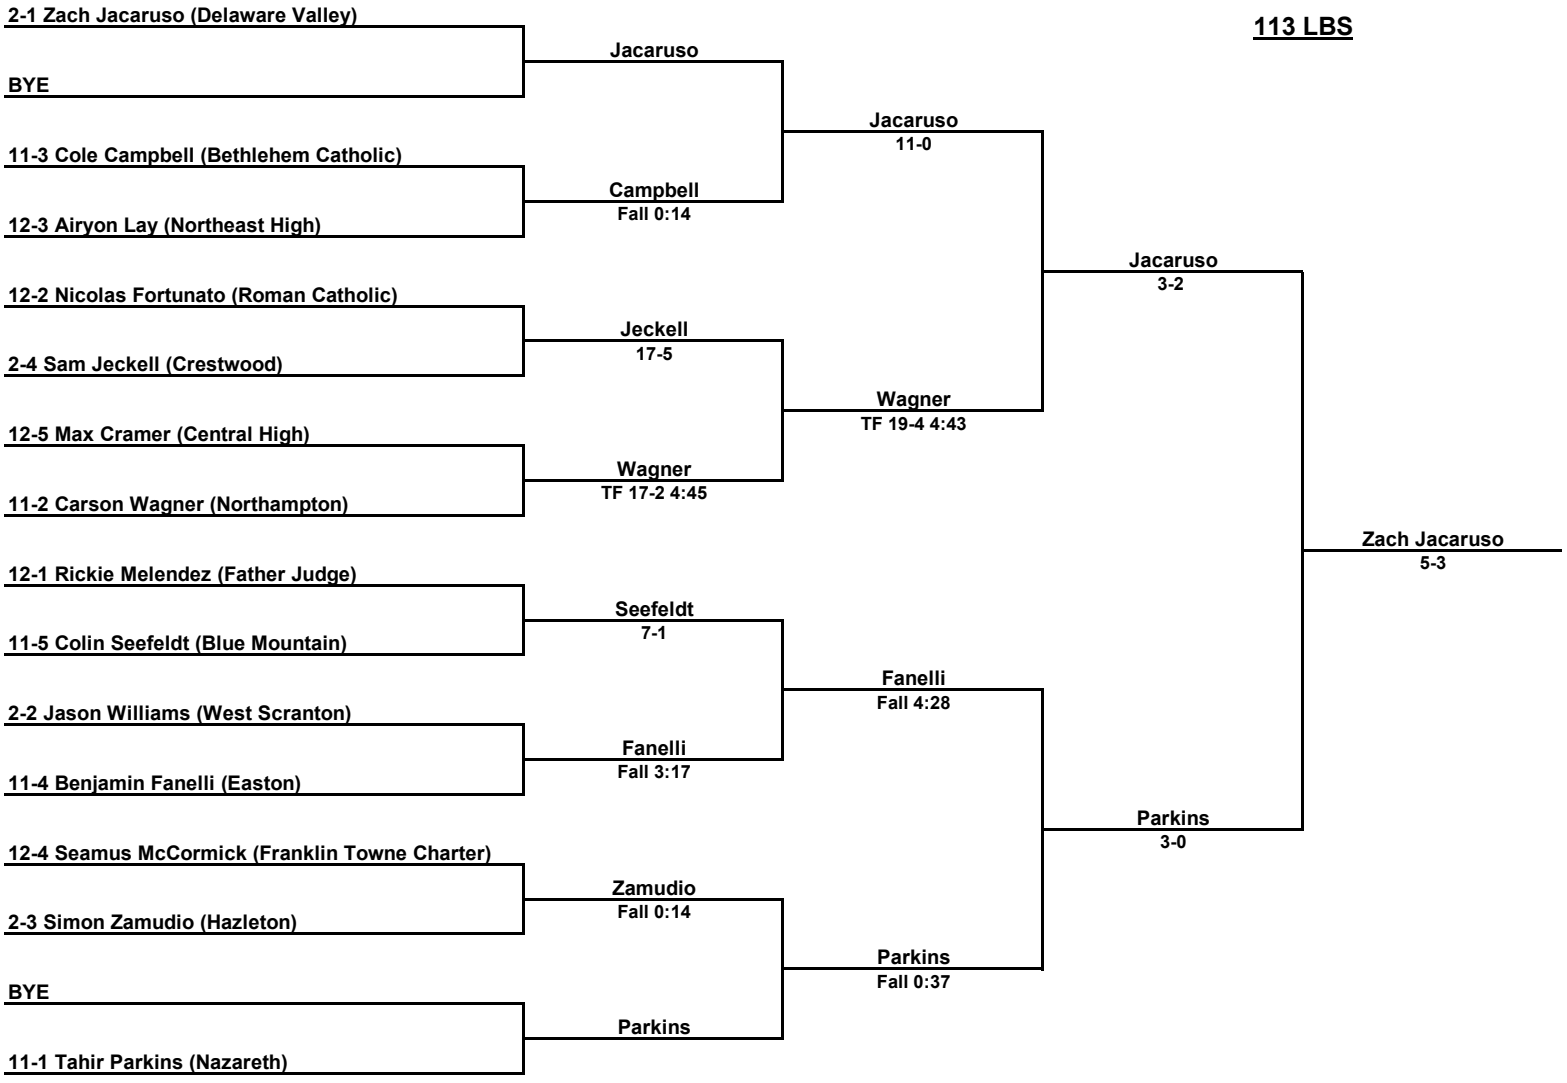 2-1 Zach Jacaruso (Delaware Valley)
113 LBS
Jacaruso
BYE
Jacaruso
11-0
11-3 Cole Campbell (Bethlehem Catholic)
Campbell
Fall 0:14
12-3 Airyon Lay (Northeast High)
Jacaruso
3-2
12-2 Nicolas Fortunato (Roman Catholic)
Jeckell
17-5
2-4 Sam Jeckell (Crestwood)
Wagner
TF 19-4 4:43
12-5 Max Cramer (Central High)
Wagner
TF 17-2 4:45
11-2 Carson Wagner (Northampton)
Zach Jacaruso
5-3
12-1 Rickie Melendez (Father Judge)
Seefeldt
7-1
11-5 Colin Seefeldt (Blue Mountain)
Fanelli
Fall 4:28
2-2 Jason Williams (West Scranton)
Fanelli
Fall 3:17
11-4 Benjamin Fanelli (Easton)
Parkins
3-0
12-4 Seamus McCormick (Franklin Towne Charter)
Zamudio
Fall 0:14
2-3 Simon Zamudio (Hazleton)
Parkins
Fall 0:37
BYE
Parkins
11-1 Tahir Parkins (Nazareth)